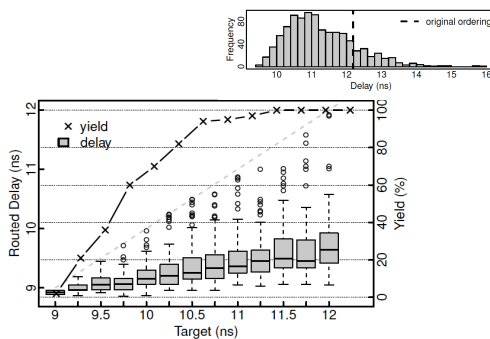 Frequency
0 40 80
original ordering
10 11 12 13 14 15 16
Delay (ns)
Routed Delay (ns)
9 10 11 12
yield
delay
0 20 40 60 80 100
Yield (%)
9 9.5 10 10.5 11 11.5 12
Target (ns)